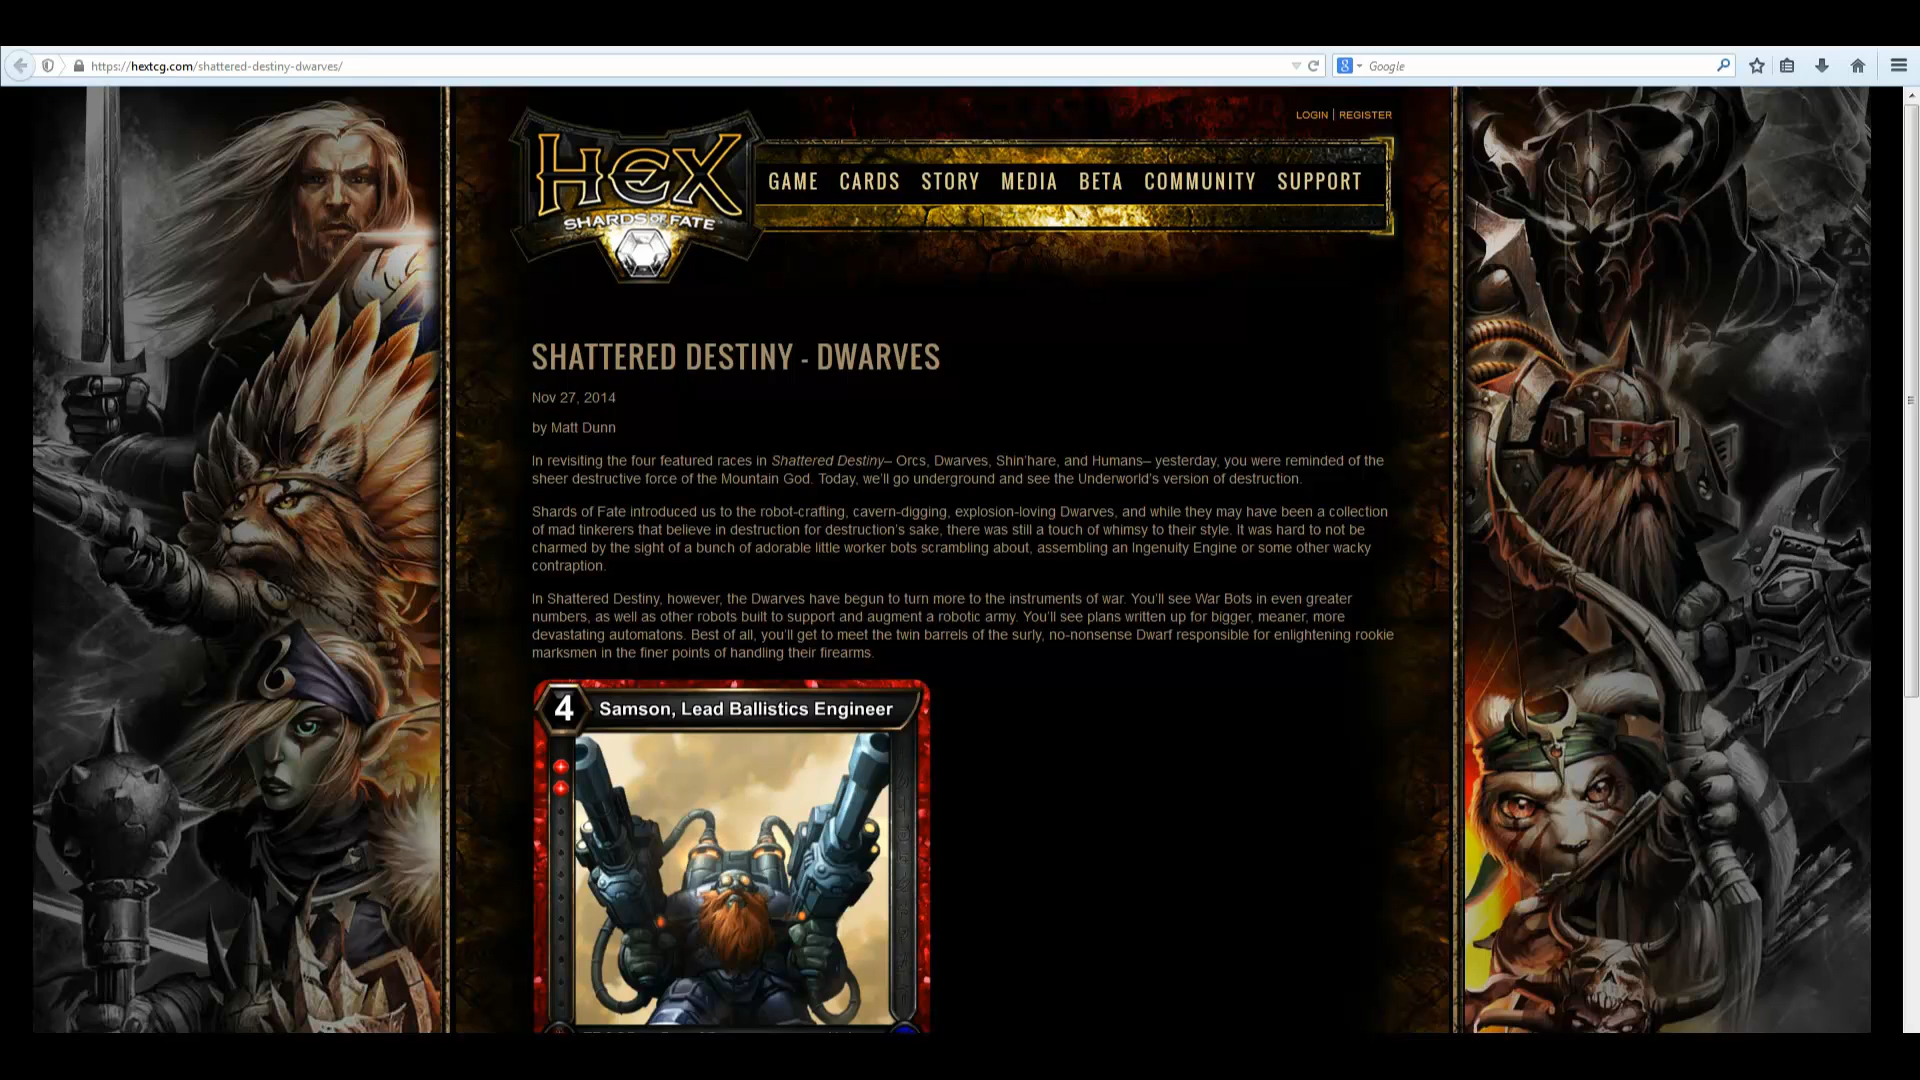 https://hextcg.com/shattered-destiny-dwarves/
Google
LOGIN | REGISTER
HEX
SHARDS OF FATE
GAME CARDS STORY MEDIA BETA COMMUNITY SUPPORT
SHATTERED DESTINY - DWARVES
Nov 27, 2014
by Matt Dunn
In revisiting the four featured races in Shattered Destiny– Orcs, Dwarves, Shin'hare, and Humans– yesterday, you were reminded of the
sheer destructive force of the Mountain God. Today, we'll go underground and see the Underworld's version of destruction.
Shards of Fate introduced us to the robot-crafting, cavern-digging, explosion-loving Dwarves, and while they may have been a collection
of mad tinkerers that believe in destruction for destruction's sake, there was still a touch of whimsy to their style. It was hard to not be
charmed by the sight of a bunch of adorable little worker bots scrambling about, assembling an Ingenuity Engine or some other wacky
contraption.
In Shattered Destiny, however, the Dwarves have begun to turn more to the instruments of war. You'll see War Bots in even greater
numbers, as well as other robots built to support and augment a robotic army. You'll see plans written up for bigger, meaner, more
devastating automatons. Best of all, you'll get to meet the twin barrels of the surly, no-nonsense Dwarf responsible for enlightening rookie
marksmen in the finer points of handling their firearms.
4 Samson, Lead Ballistics Engineer